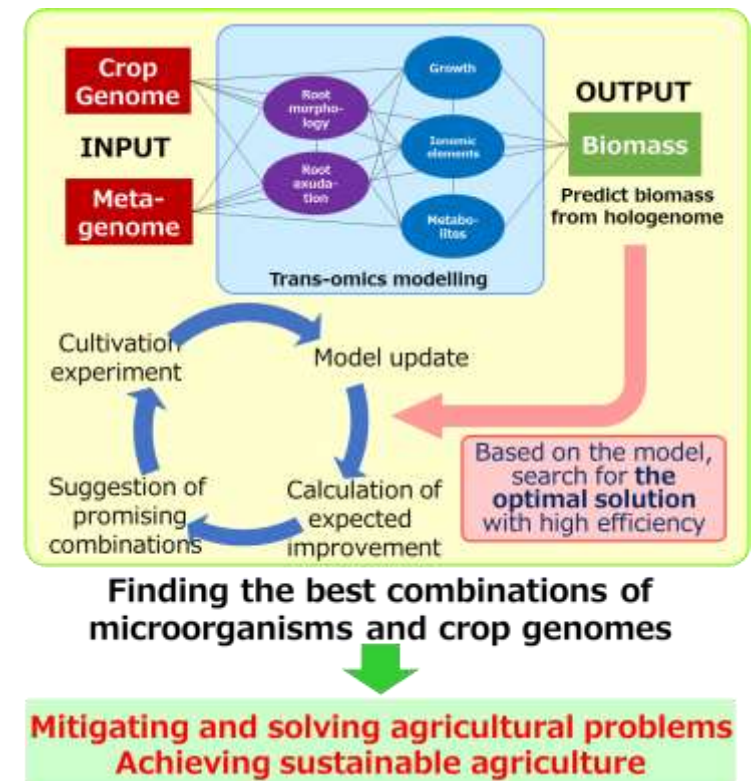 Crop
Genome
INPUT
Meta-
genome
Root
morpho-
logy
Root
axuda-
tion
Growth
Ionomic
elements
Metabo-
lites
Trans-omics modelling
OUTPUT
Biomass
Predict biomass
from hologenome
Cultivation
experiment
Model update
Suggestion of
promising
combinations
Calculation of
expected
improvement
Based on the model,
search for the
optimal solution
with high efficiency
Finding the best combinations of
microorganisms and crop genomes
Mitigating and solving agricultural problems
Achieving sustainable agriculture